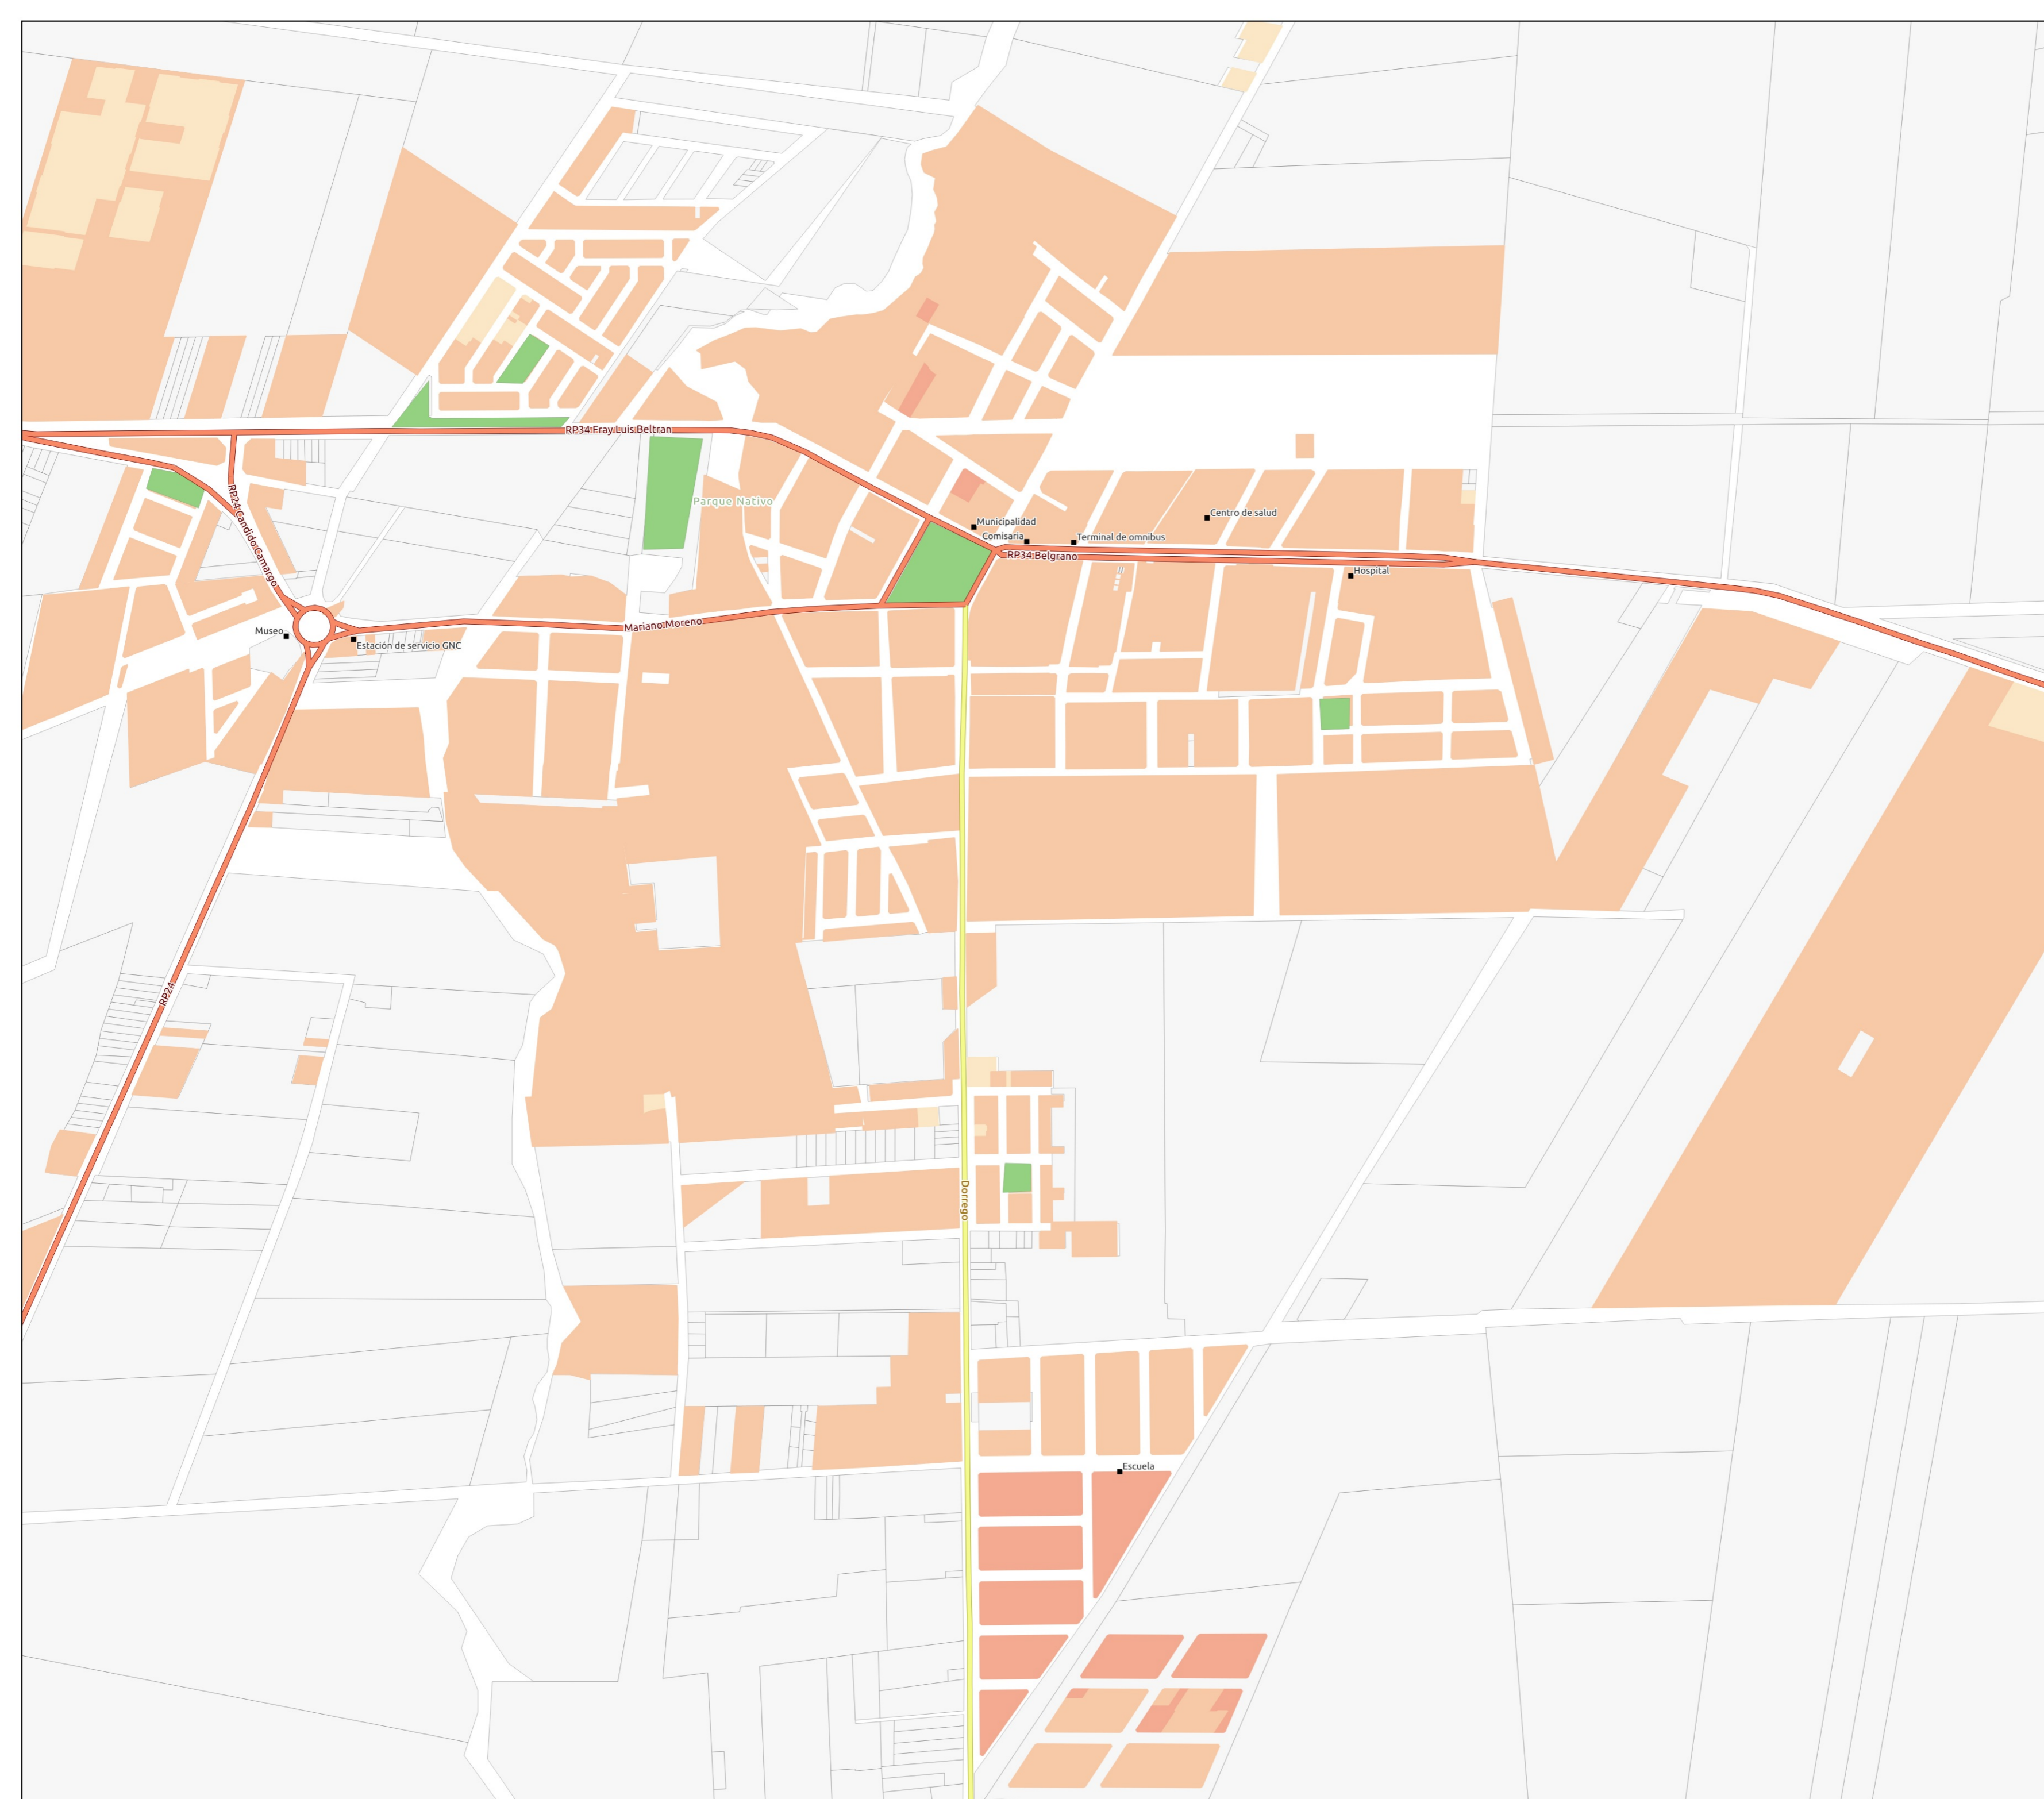 RP34:Fray Luis Beltran
RP24:Candido Camargo
Parque Nativo
Municipalidad
Centro de salud
Comisaria
Terminal de omnibus
RP34:Belgrano
Hospital
Mariano Moreno
Museo
Estación de servicio GNC
RP24
Dorrego
Escuela